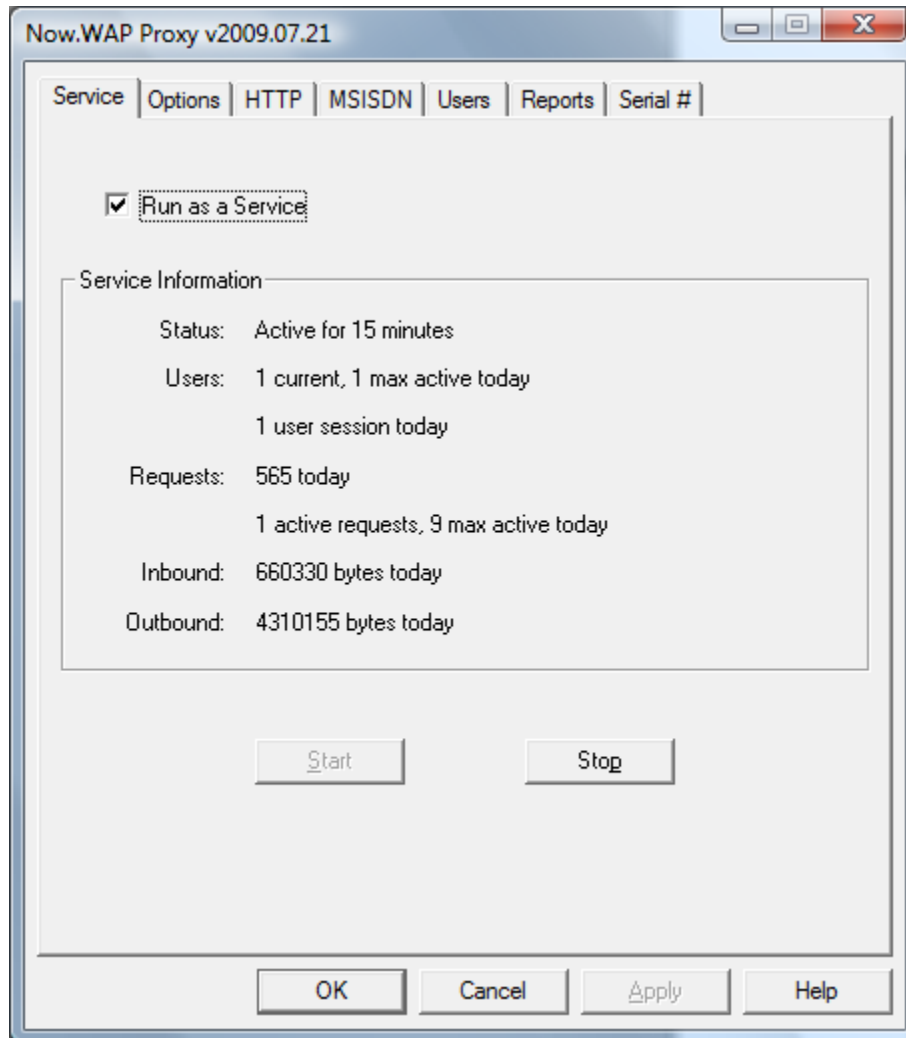 Now.WAP Proxy v2009.07.21
Service Options HTTP MSISDN Users Reports Serial #
Run as a Service
Service Information
Status: Active for 15 minutes
Users: 1 current, 1 max active today
1 user session today
Requests: 565 today
1 active requests, 9 max active today
Inbound: 660330 bytes today
Outbound: 4310155 bytes today
Start Stop
OK Cancel Apply Help